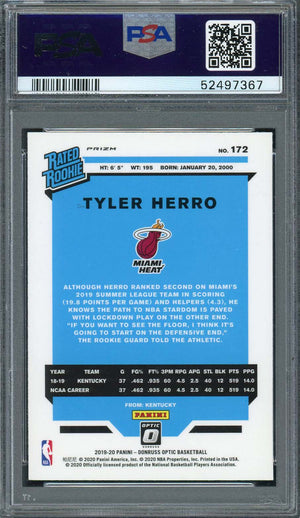 PSA
52497367
PRIZM
NO. 172
RATED ROOKIE
HT: 6' 5" WT: 195 BORN: JANUARY 20, 2000
TYLER HERRO
MIAMI HEAT
ALTHOUGH HERRO RANKED SECOND ON MIAMI'S
2019 SUMMER LEAGUE TEAM IN SCORING
(19.8 POINTS PER GAME) AND HELPERS (4.3), HE
KNOWS THE PATH TO NBA STARDOM IS PAVED
WITH LOCKDOWN PLAY ON THE OTHER END.
"IF YOU WANT TO SEE THE FLOOR, I THINK IT'S
GOING TO START ON THE DEFENSIVE END,"
THE ROOKIE GUARD TOLD THE ATHLETIC.
YEAR TEAM G FG% FT% 3PM RPG APG STL BLK PTS PPG
18-19 KENTUCKY 37 .462 .935 60 4.5 2.5 40 12 519 14.0
NCAA CAREER 37 .462 .935 60 4.5 2.5 40 12 519 14.0
FROM: KENTUCKY
PANINI
OPTIC
DONRUSS
2019-20 PANINI - DONRUSS OPTIC BASKETBALL
© 2020 Panini America, Inc. © 2020 NBA Properties, Inc. Printed in the USA.
© 2020 Officially licensed product of the National Basketball Players Association.